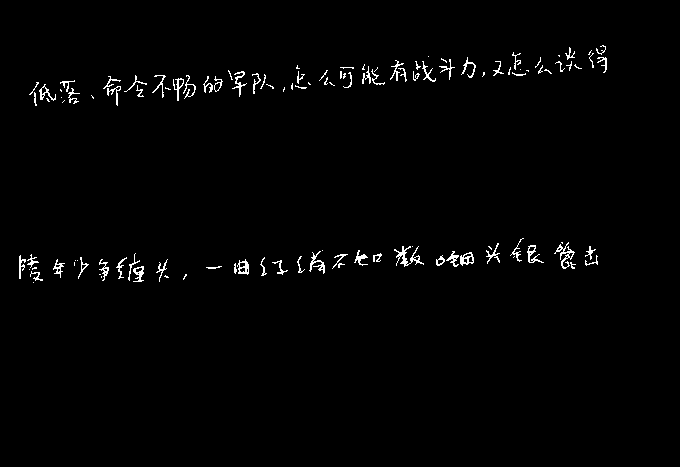 低落、命令不畅的军队,怎么可能有战斗力,又怎么谈得
陵年少争缠头,一曲红绡不知数钿头银篦击